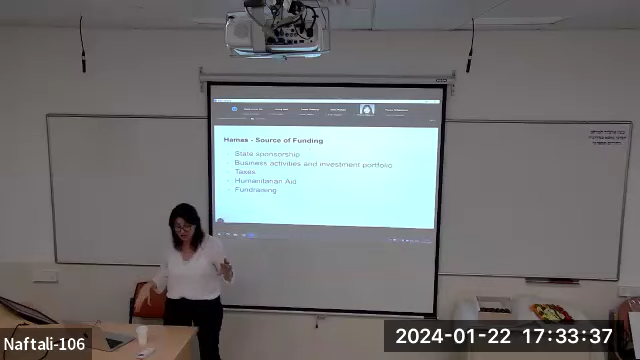 Hamas - Source of Funding
State sponsorship
Business activities and investment portfolio
Taxes
Humanitarian Aid
Fundraising
Naftali-106
2024-01-22 17:33:37